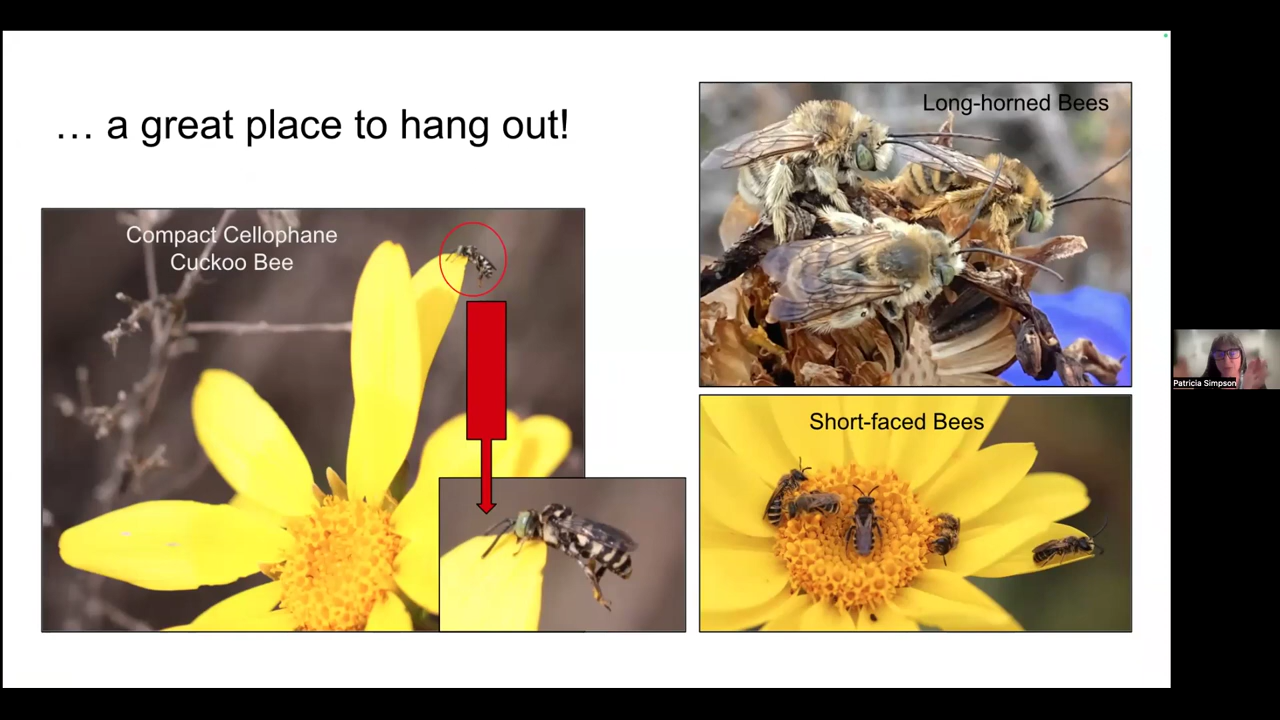 … a great place to hang out!
Compact Cellophane
Cuckoo Bee
Long-horned Bees
Short-faced Bees
Patricia Simpson